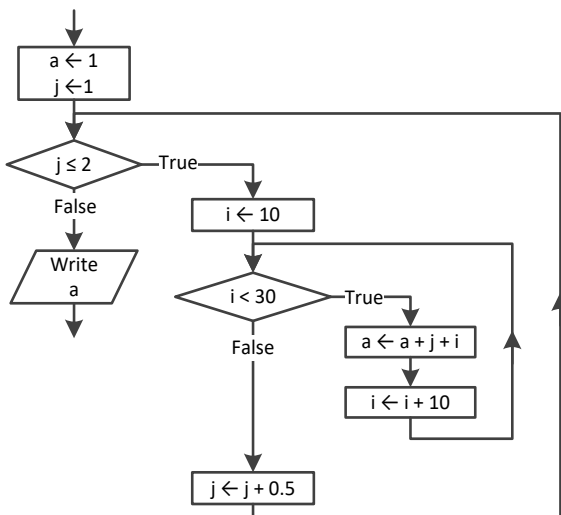 a ← 1
j ←1
j ≤ 2
True
False
i ← 10
Write
a
i < 30
True
False
a ← a + j + i
i ← i + 10
j ← j + 0.5